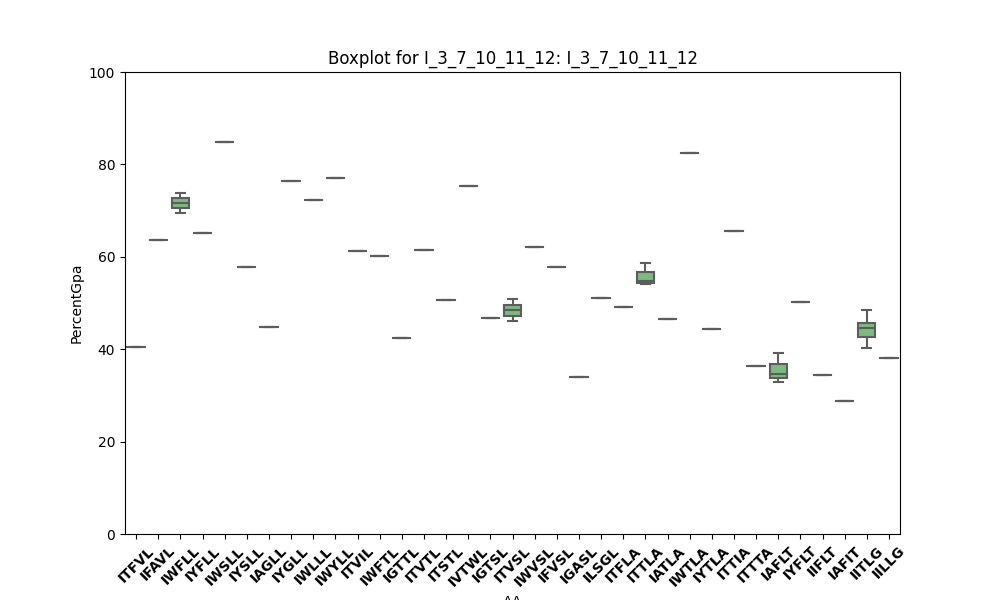 Boxplot for I_3_7_10_11_12: I_3_7_10_11_12
100
80
60
40
20
0
PercentGpa
ITFVL
IFAVL
IWFLL
IYFLL
IWSLL
IYSLL
IAGLL
IYGLL
IWLLL
IWYLL
ITVIL
IWFTL
IGTTL
ITVTL
ITSTL
IVTWL
IGTSL
ITVSL
IWVSL
IFVSL
IGASL
ILSGL
ITFLA
ITTLA
IATLA
IWTLA
IYTLA
ITTIA
ITTTA
IAFLT
IYFLT
IIFLT
IAFIT
IITLG
IILLG
AA